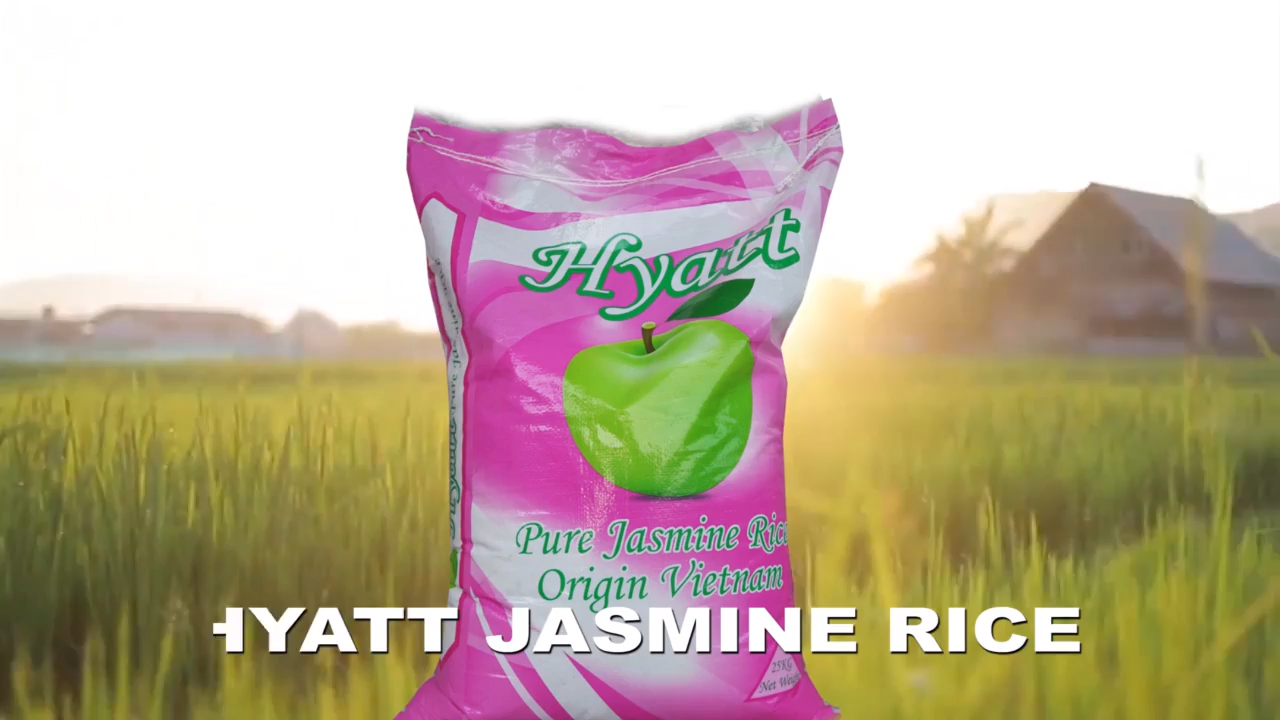 Hyatt
Pure Jasmine Rice
Origin Vietnam
HYATT JASMINE RICE
25KG
Net Weight